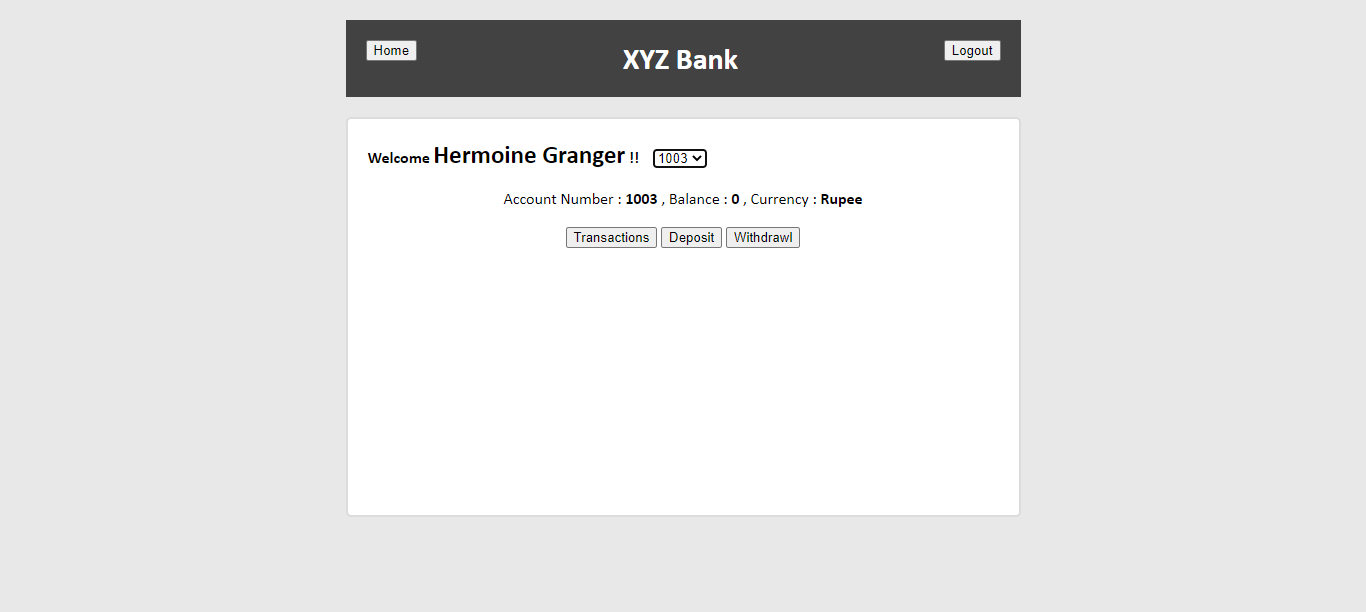 Home XYZ Bank Logout
Welcome Hermoine Granger !! 1003
Account Number : 1003 , Balance : 0 , Currency : Rupee
Transactions Deposit Withdrawl